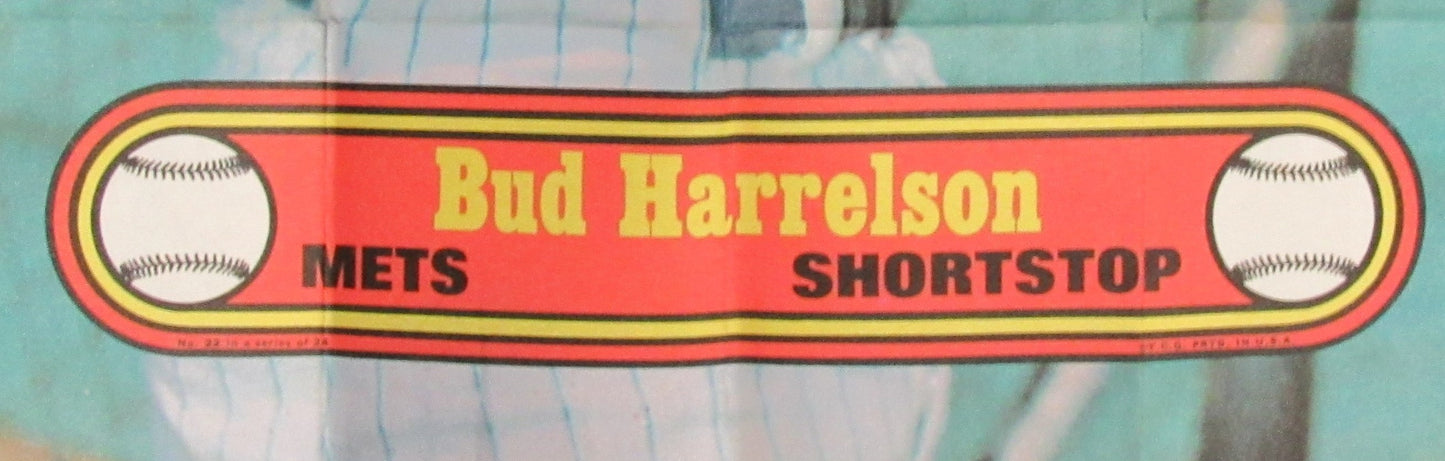 Bud Harrelson
METS SHORTSTOP
No. 22 in a series of 24
T.C.G. PRTD. IN U.S.A.